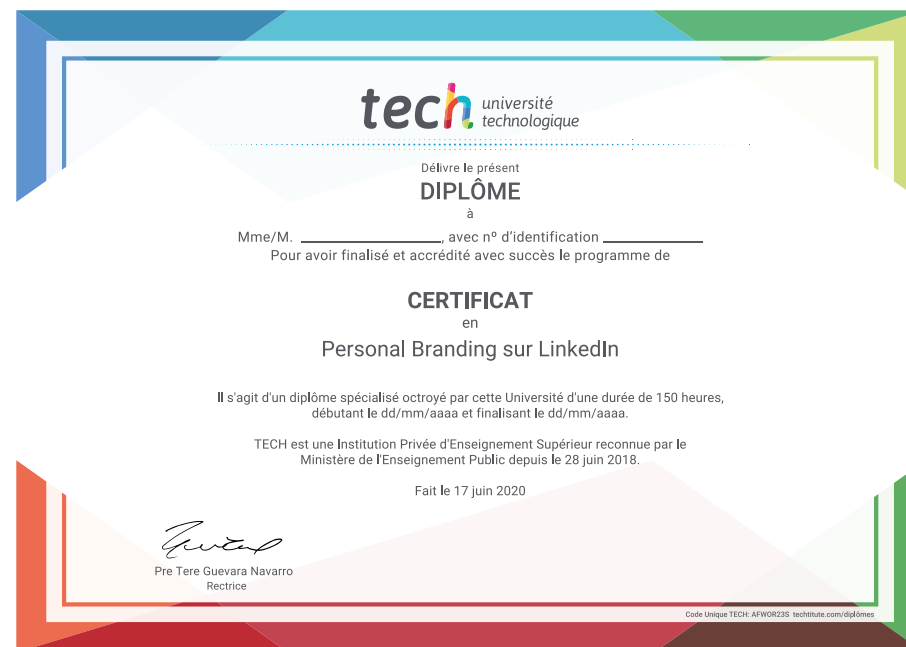 tech université
technologique
Délivre le présent
DIPLÔME
à
Mme/M. ____________________, avec nº d'identification ______________
Pour avoir finalisé et accrédité avec succès le programme de
CERTIFICAT
en
Personal Branding sur LinkedIn
Il s'agit d'un diplôme spécialisé octroyé par cette Université d'une durée de 150 heures,
débutant le dd/mm/aaaa et finalisant le dd/mm/aaaa.
TECH est une Institution Privée d'Enseignement Supérieur reconnue par le
Ministère de l'Enseignement Public depuis le 28 juin 2018.
Fait le 17 juin 2020
Pre Tere Guevara Navarro
Rectrice
Code Unique TECH: AFWOR23S techtitute.com/diplômes